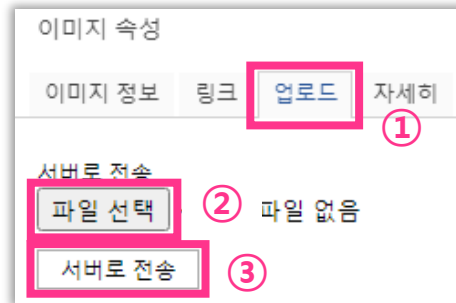 이미지 속성
이미지 정보 링크 업로드 자세히
①
서버로 전송
파일 선택 ② 파일 없음
서버로 전송 ③